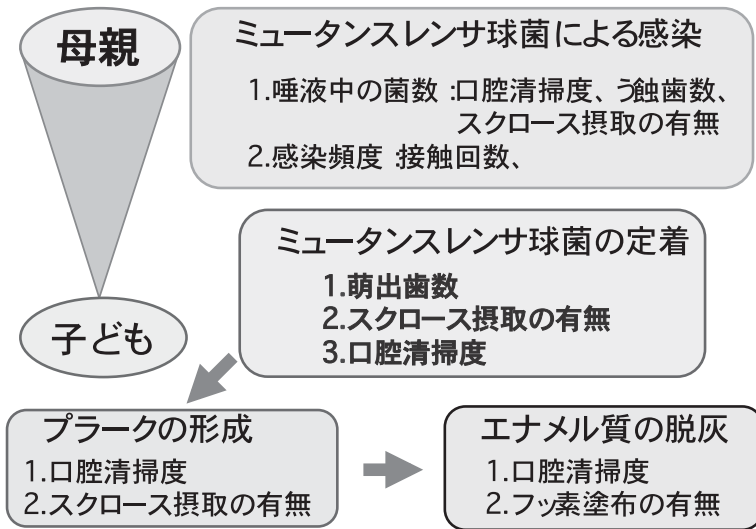 母親
ミュータンスレンサ球菌による感染
1.唾液中の菌数 :口腔清掃度、う蝕歯数、
スクロース摂取の有無
2.感染頻度 :接触回数、
ミュータンスレンサ球菌の定着
1.萌出歯数
2.スクロース摂取の有無
3.口腔清掃度
子ども
プラークの形成
1.口腔清掃度
2.スクロース摂取の有無
エナメル質の脱灰
1.口腔清掃度
2.フッ素塗布の有無